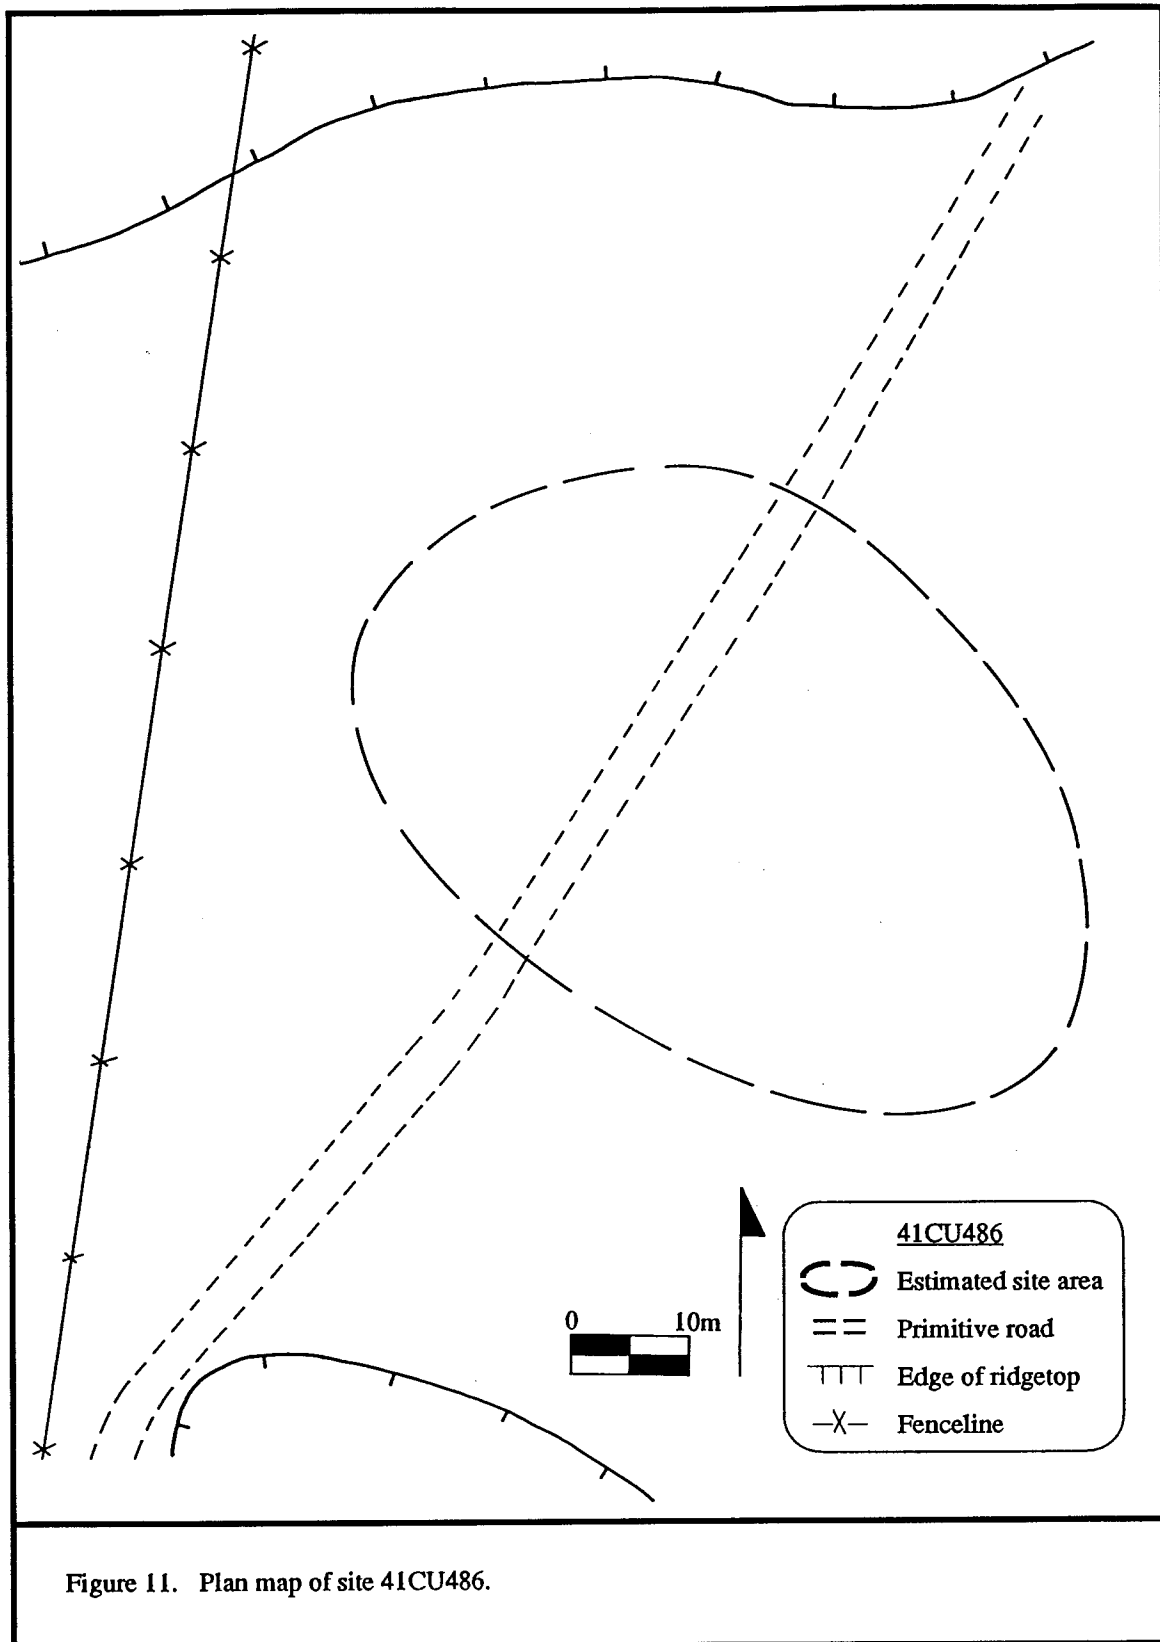 0 10m
41CU486
Estimated site area
Primitive road
Edge of ridgetop
Fenceline
Figure 11. Plan map of site 41CU486.